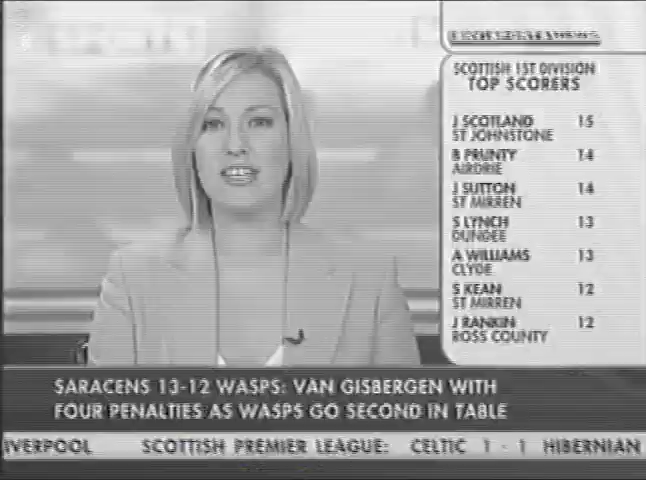 SPORTS
SCOTTISH 1ST DIVISION
TOP SCORERS
J SCOTLAND 15
ST JOHNSTONE
B PRUNTY 14
AIRDRIE
J SUTTON 14
ST MIRREN
S LYNCH 13
DUNDEE
A WILLIAMS 13
CLYDE
S KEAN 12
ST MIRREN
J RANKIN 12
ROSS COUNTY
SARACENS 13-12 WASPS: VAN GISBERGEN WITH
FOUR PENALTIES AS WASPS GO SECOND IN TABLE
IVERPOOL SCOTTISH PREMIER LEAGUE: CELTIC 1 - 1 HIBERNIAN